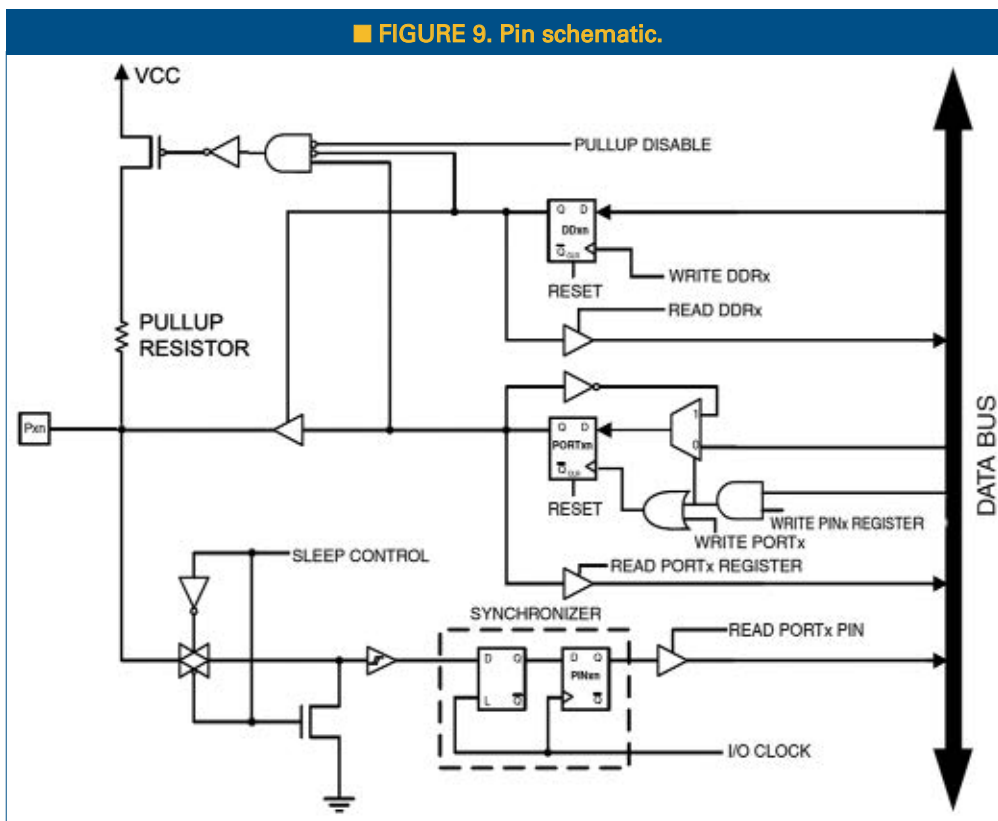 ■ FIGURE 9. Pin schematic.
VCC
PULLUP DISABLE
Q D
DDxn
Q CLR
WRITE DDRx
RESET
READ DDRx
PULLUP
RESISTOR
Pxn
1
Q D
PORTxn
0
Q CLR
RESET
WRITE PINx REGISTER
WRITE PORTx
SLEEP CONTROL
READ PORTx REGISTER
SYNCHRONIZER
READ PORTx PIN
D Q
D Q
PINxn
L Q
Q
I/O CLOCK
DATA BUS